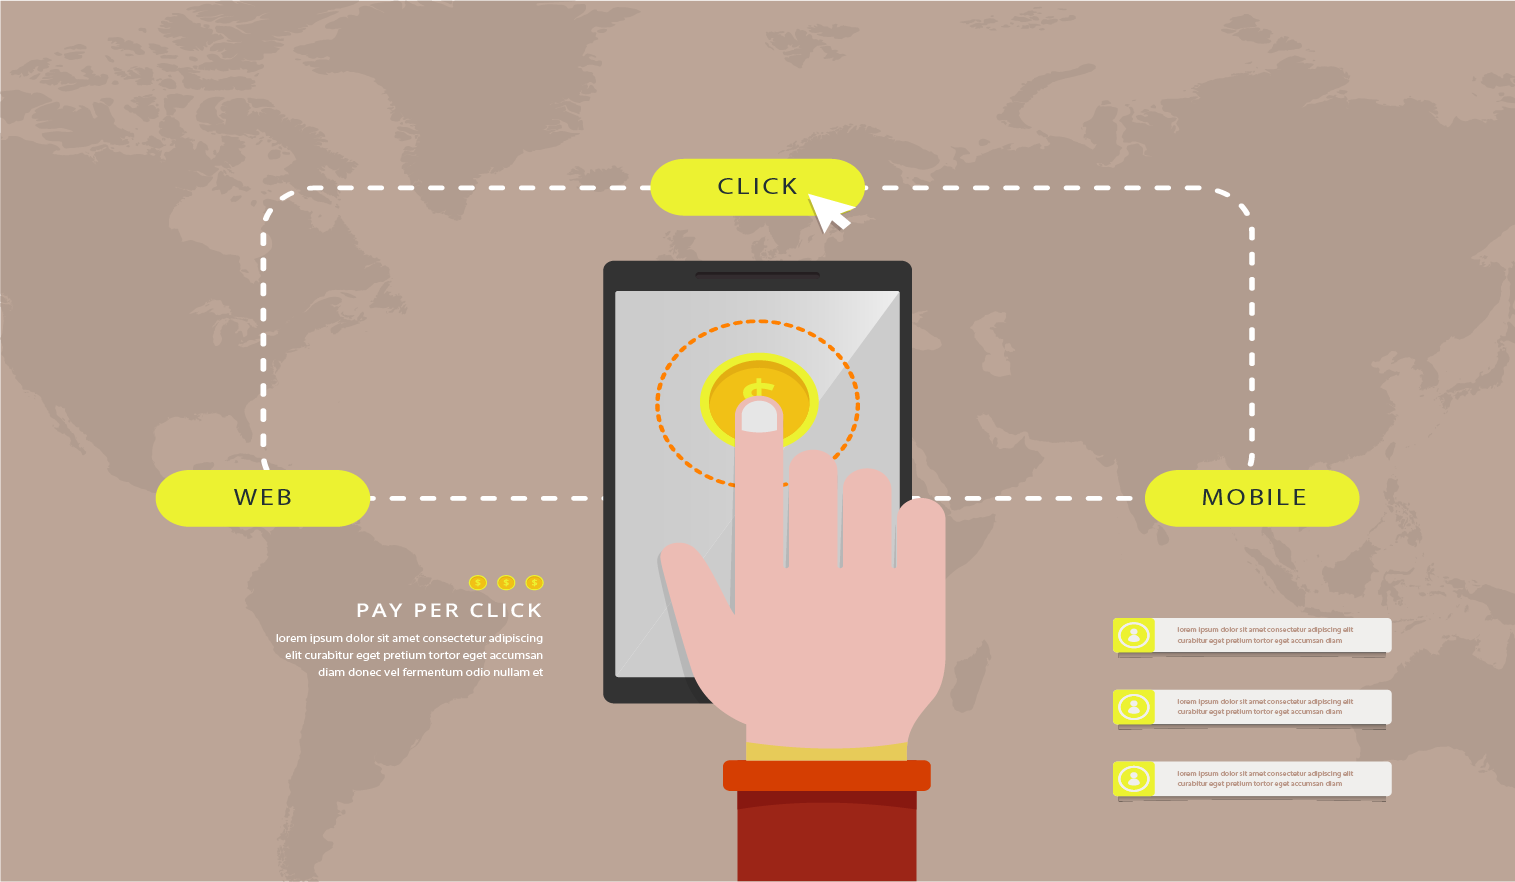 CLICK
WEB
MOBILE
$ $ $
PAY PER CLICK
lorem ipsum dolor sit amet consectetur adipiscing
elit curabitur eget pretium tortor eget accumsan
diam donec vel fermentum odio nullam et
lorem ipsum dolor sit amet consectetur adipiscing elit
curabitur eget pretium tortor eget accumsan diam
lorem ipsum dolor sit amet consectetur adipiscing elit
curabitur eget pretium tortor eget accumsan diam
lorem ipsum dolor sit amet consectetur adipiscing elit
curabitur eget pretium tortor eget accumsan diam